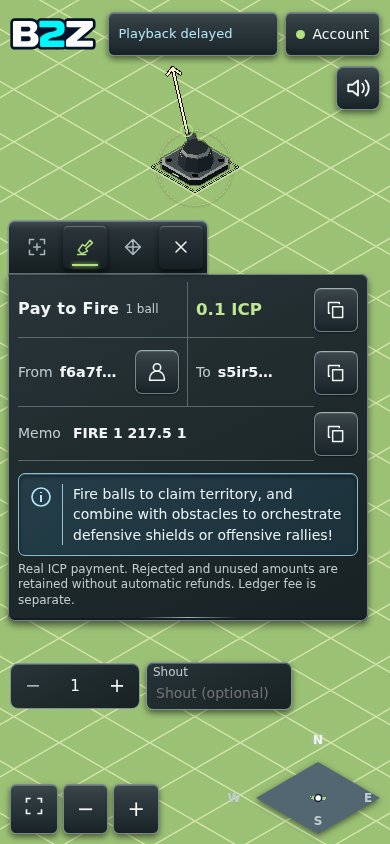 B2Z
Playback delayed
Account
Pay to Fire 1 ball
0.1 ICP
From f6a7f...
To s5ir5...
Memo FIRE 1 217.5 1
Fire balls to claim territory, and
combine with obstacles to orchestrate
defensive shields or offensive rallies!
Real ICP payment. Rejected and unused amounts are
retained without automatic refunds. Ledger fee is
separate.
− 1 +
Shout
Shout (optional)
N
W
E
S
− +